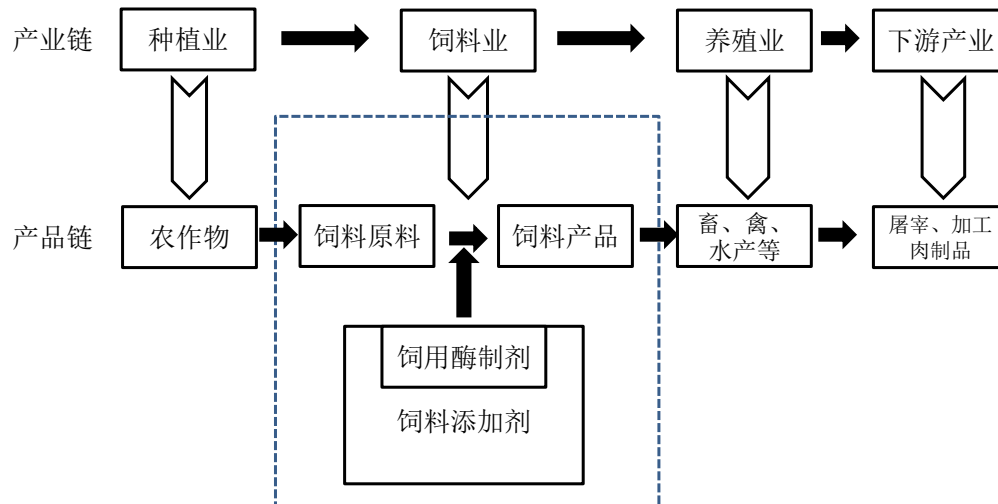 产业链 种植业 饲料业 养殖业 下游产业
产品链 农作物 饲料原料 饲料产品 畜、禽、
水产等 屠宰、加工
肉制品
饲用酶制剂
饲料添加剂